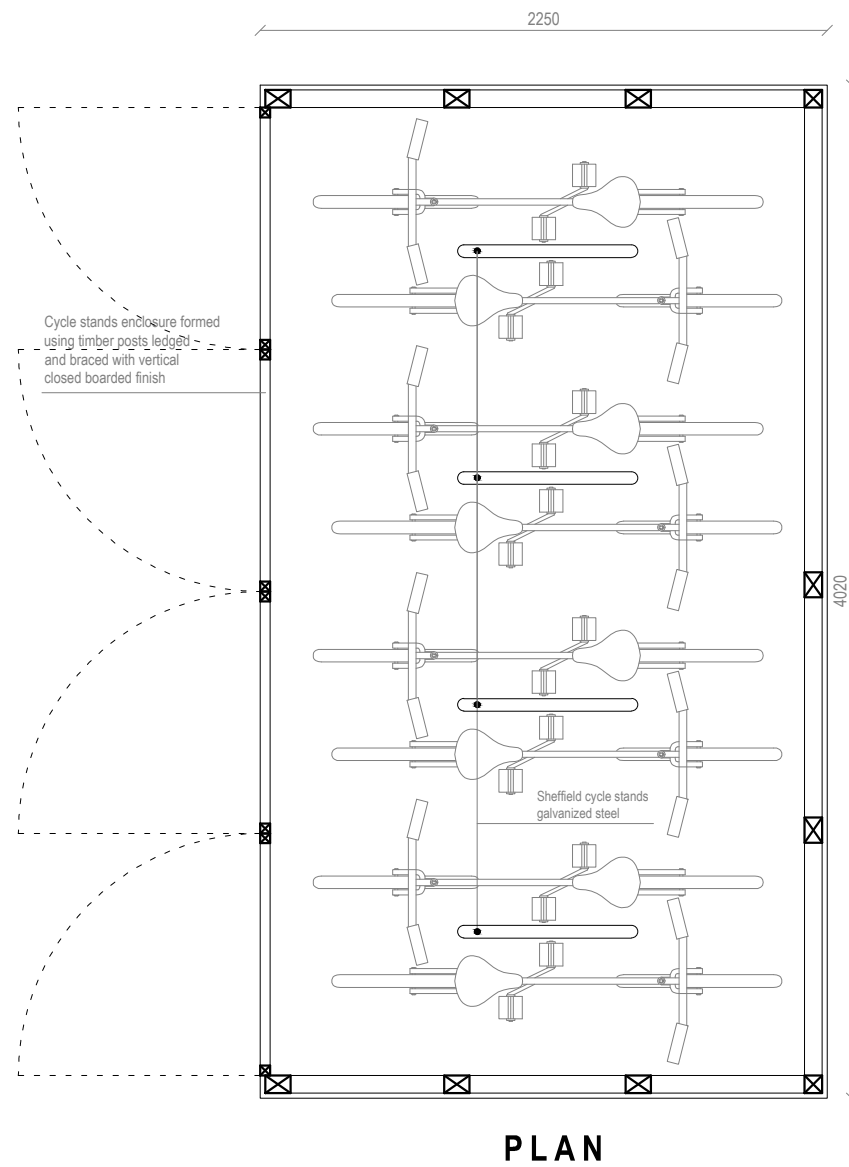 2250
Cycle stands enclosure formed
using timber posts ledged
and braced with vertical
closed boarded finish
4020
Sheffield cycle stands
galvanized steel
PLAN